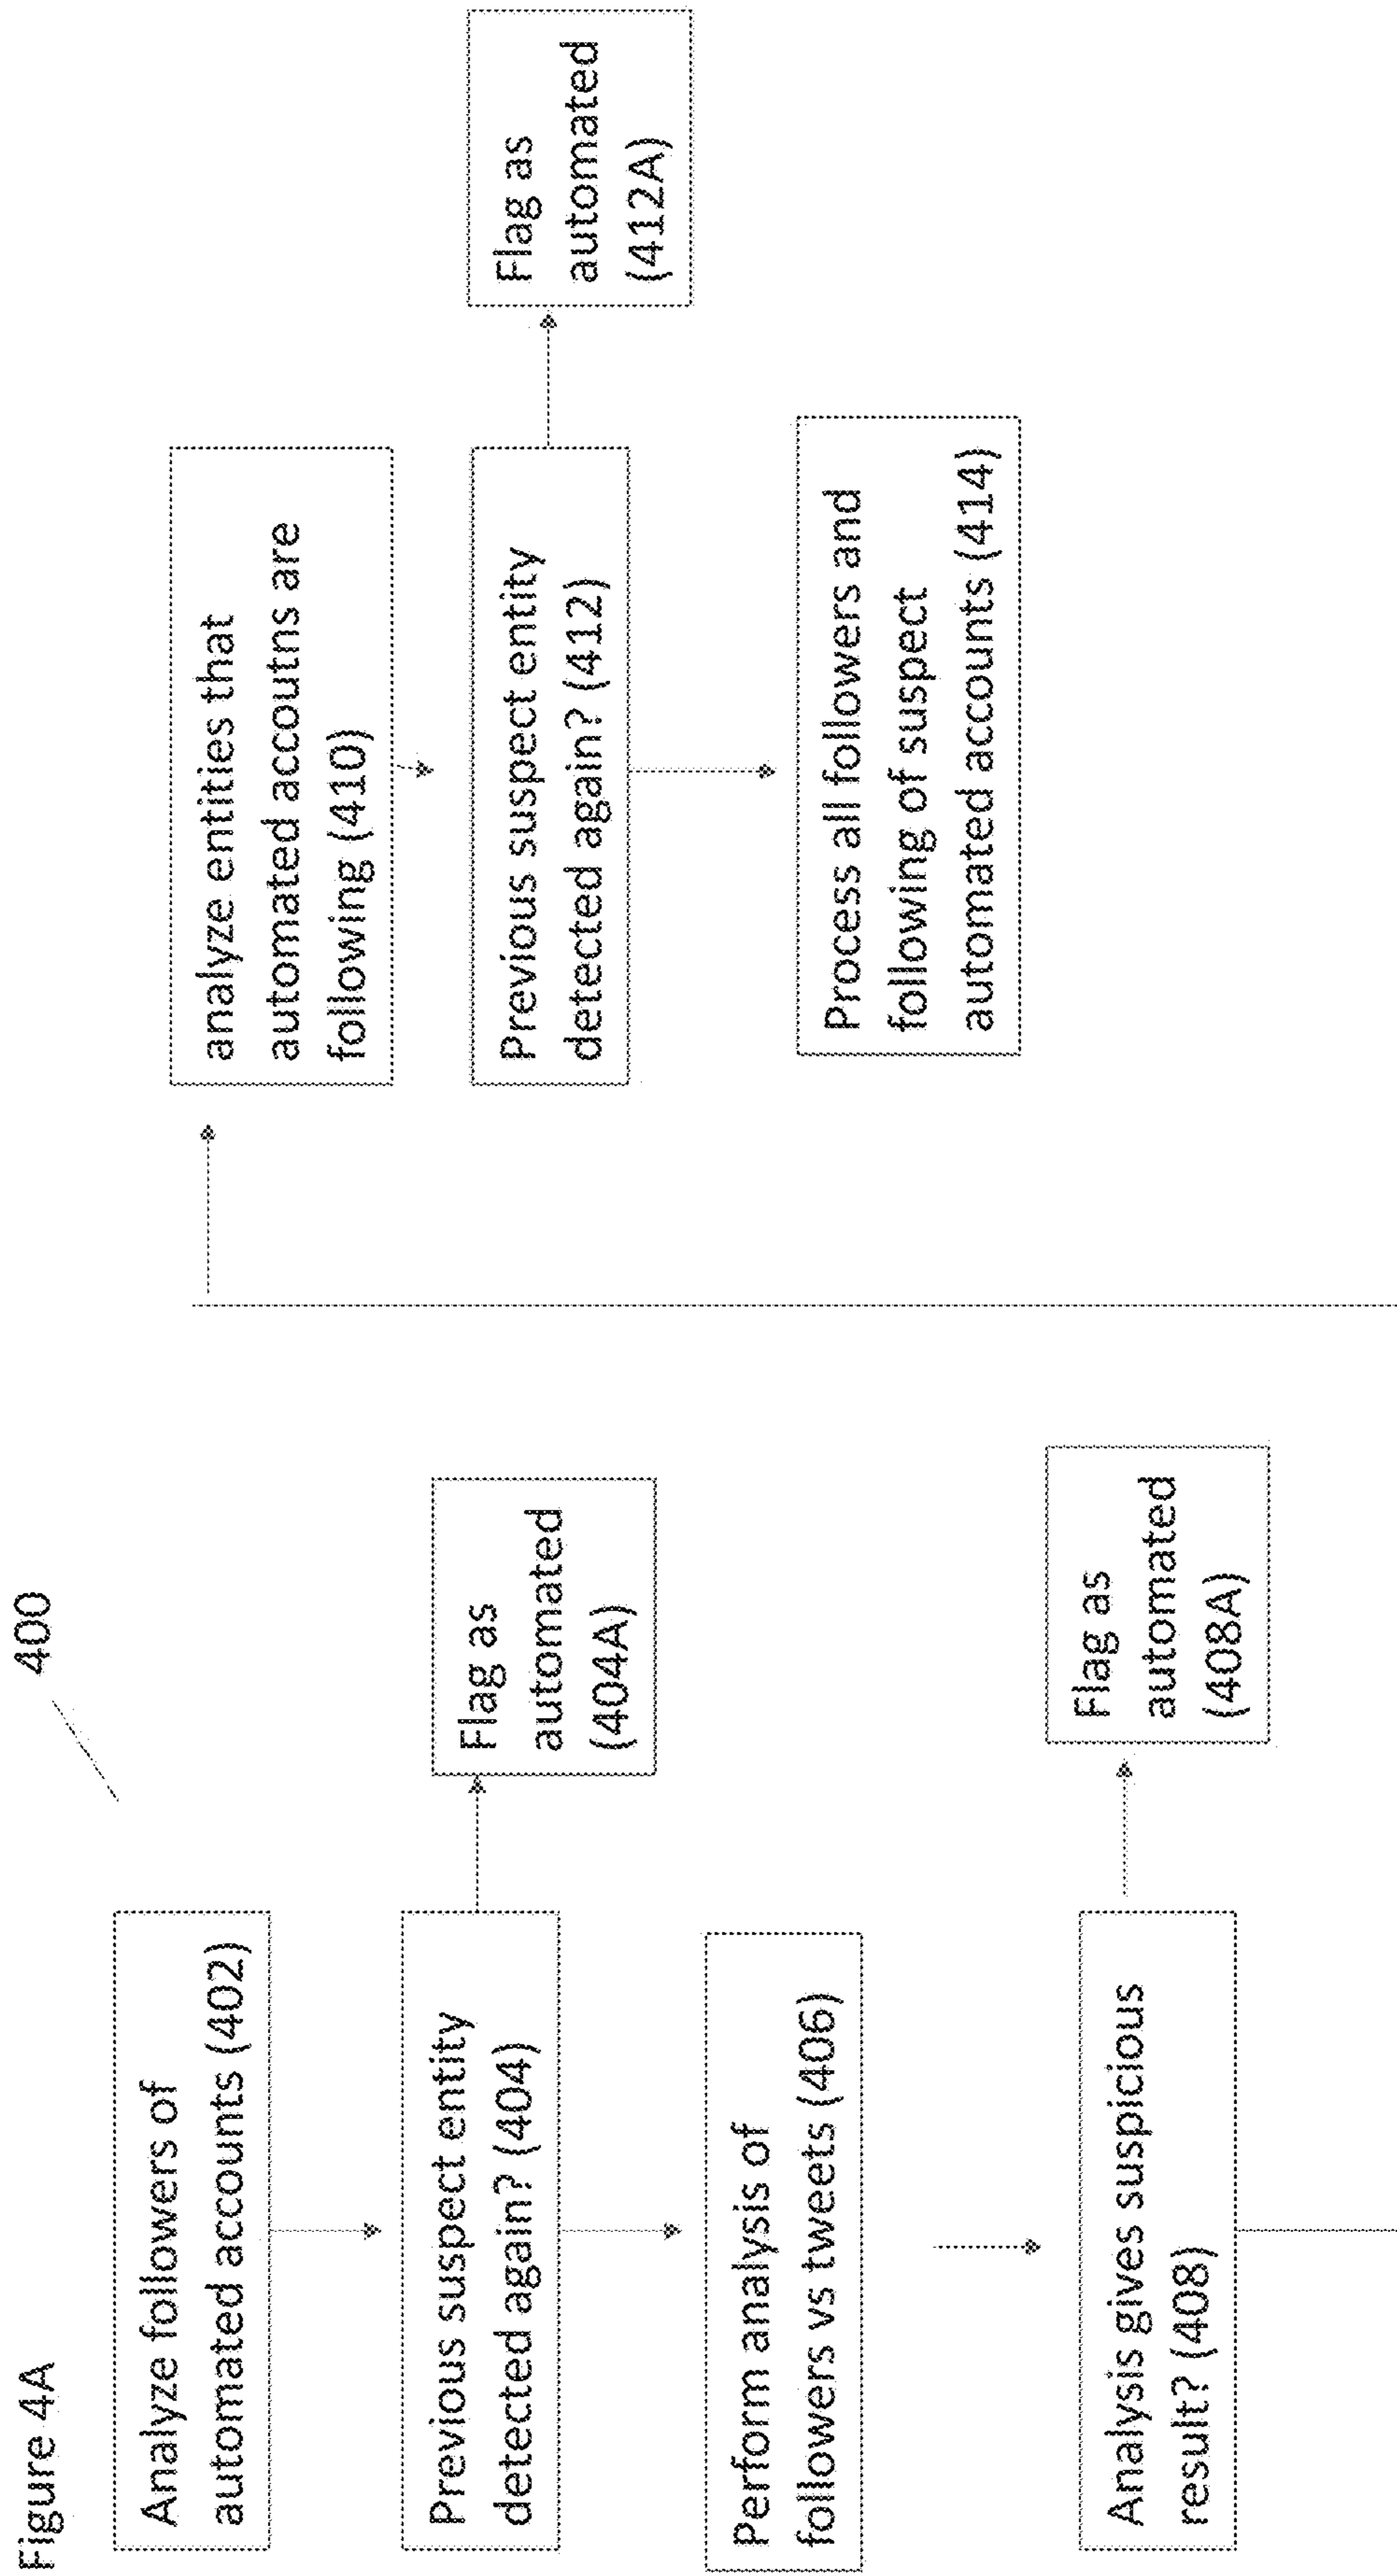 Figure 4A
400
Analyze followers of
automated accounts (402)
Previous suspect entity
detected again? (404)
Flag as
automated
(404A)
Perform analysis of
followers vs tweets (406)
Analysis gives suspicious
result? (408)
Flag as
automated
(408A)
analyze entities that
automated accoutns are
following (410)
Previous suspect entity
detected again? (412)
Flag as
automated
(412A)
Process all followers and
following of suspect
automated accounts (414)